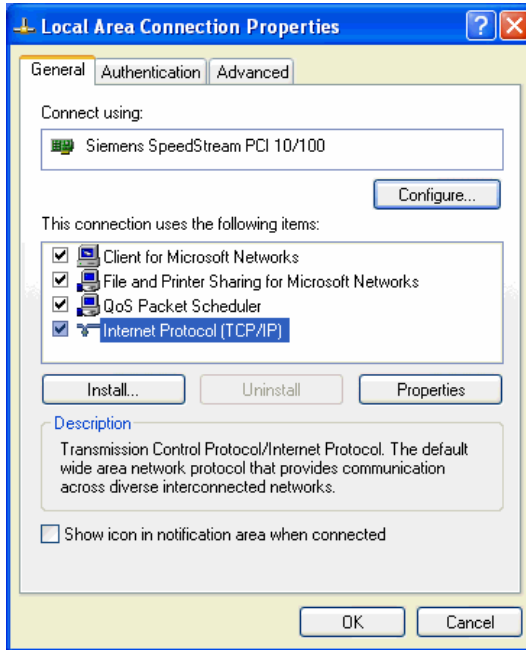 Local Area Connection Properties
General Authentication Advanced
Connect using:
Siemens SpeedStream PCI 10/100
Configure...
This connection uses the following items:
Client for Microsoft Networks
File and Printer Sharing for Microsoft Networks
QoS Packet Scheduler
Internet Protocol (TCP/IP)
Install... Uninstall Properties
Description
Transmission Control Protocol/Internet Protocol. The default
wide area network protocol that provides communication
across diverse interconnected networks.
Show icon in notification area when connected
OK Cancel